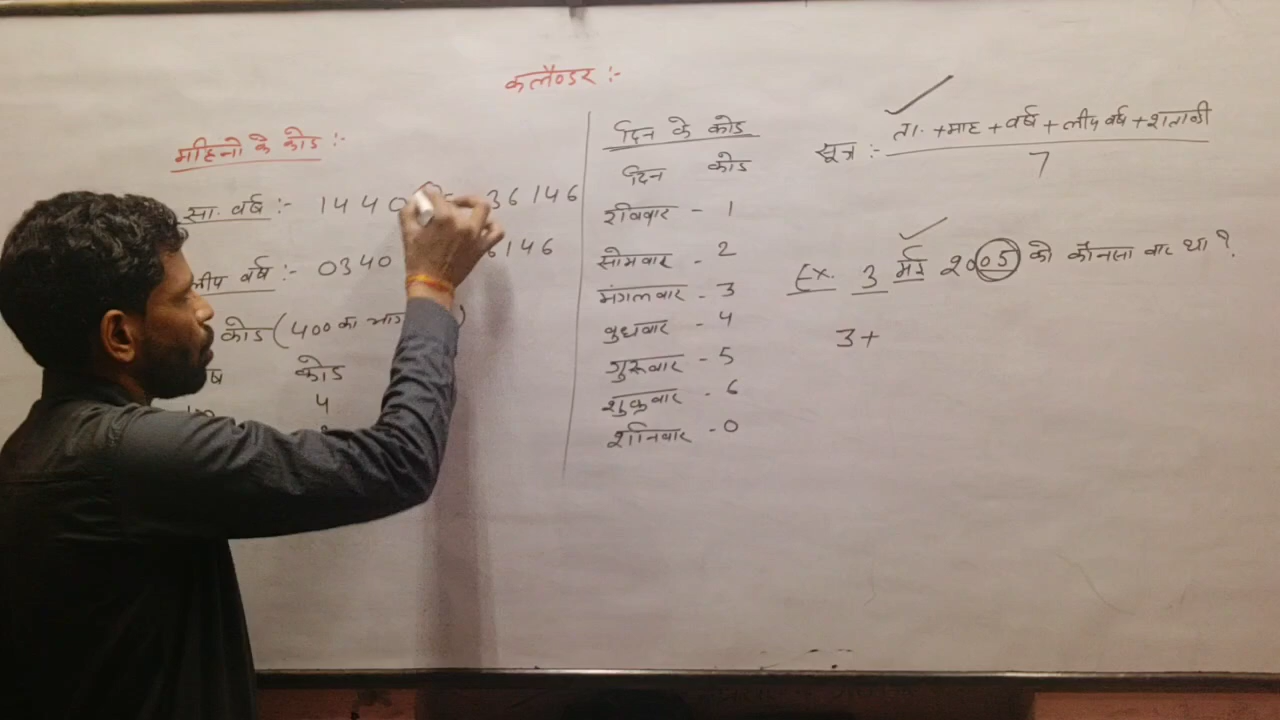 कलैण्डर :-
महिनो के कोड :-
सा. वर्ष :- 1440 36146
लीप वर्ष :- 0340 6146
कोड (400 का भाग )
कोड
4
दिन के कोड
दिन कोड
रविवार - 1
सोमवार - 2
मंगलवार - 3
बुधवार - 4
गुरूवार - 5
शुक्रवार - 6
शनिवार - 0
सूत्र :- ता. + माह + वर्ष + लीप वर्ष + शताब्दी
7
Ex. 3 मई 2005 को कौनसा वार था ?
3+